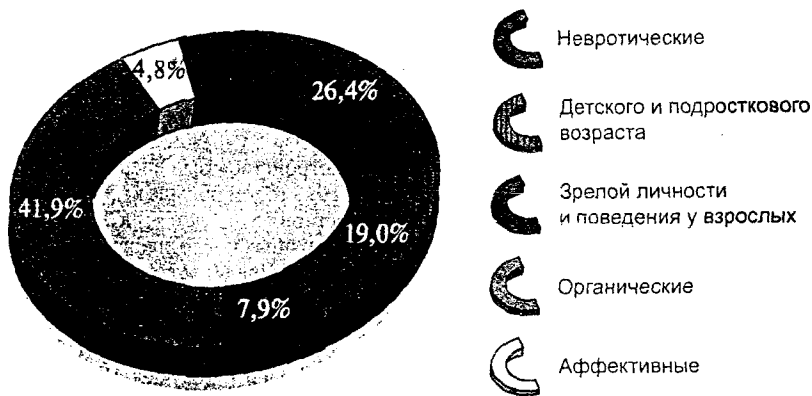 4,8%
26,4%
41,9%
19,0%
7,9%
Невротические
Детского и подросткового
возраста
Зрелой личности
и поведения у взрослых
Органические
Аффективные